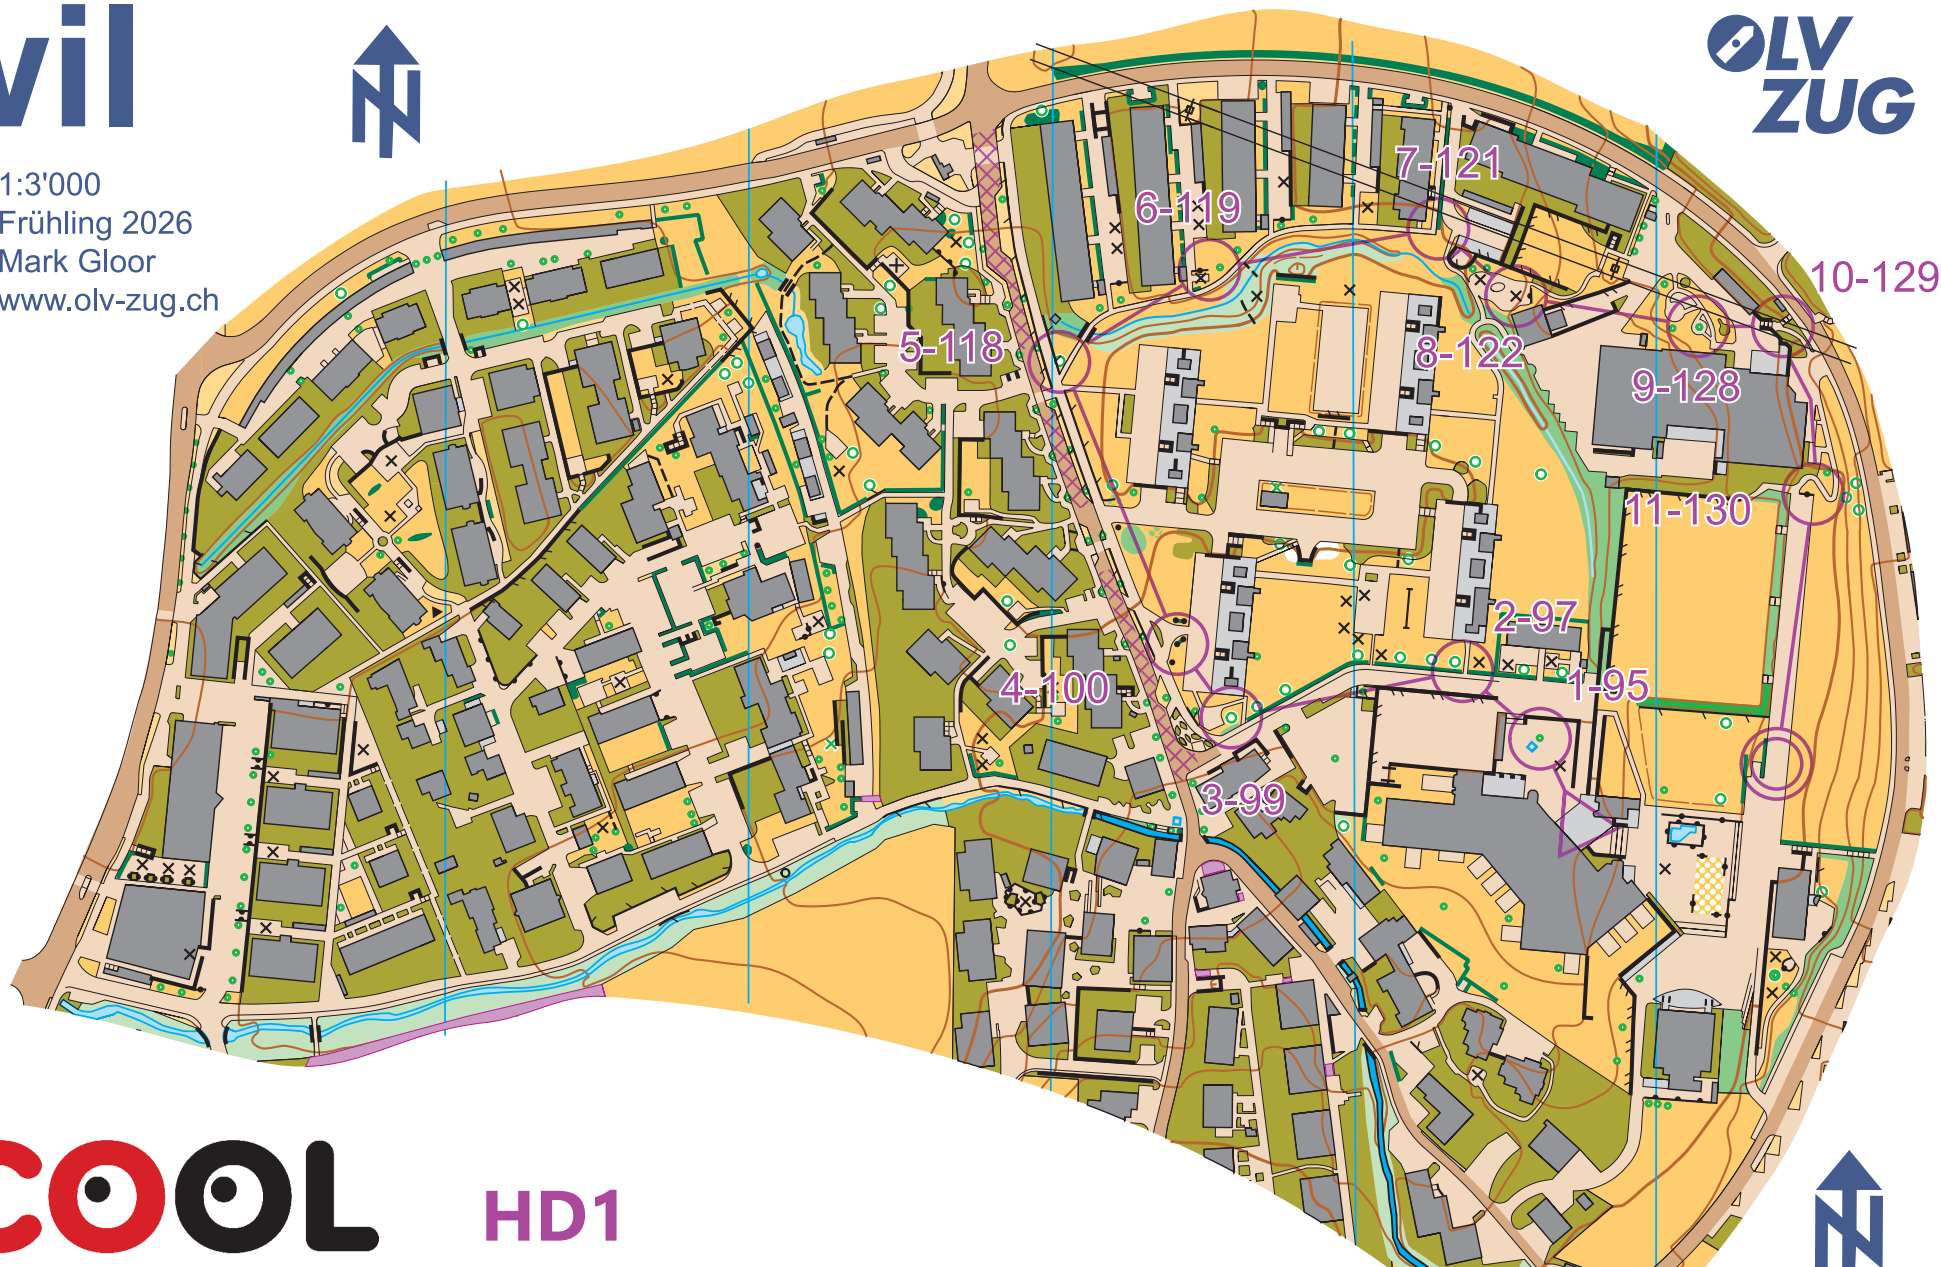 vil
1:3'000
Frühling 2026
Mark Gloor
www.olv-zug.ch
N
OLV
ZUG
7-121
6-119
10-129
5-118
8-122
9-128
11-130
2-97
4-100
1-95
3-99
COOL
HD1
N